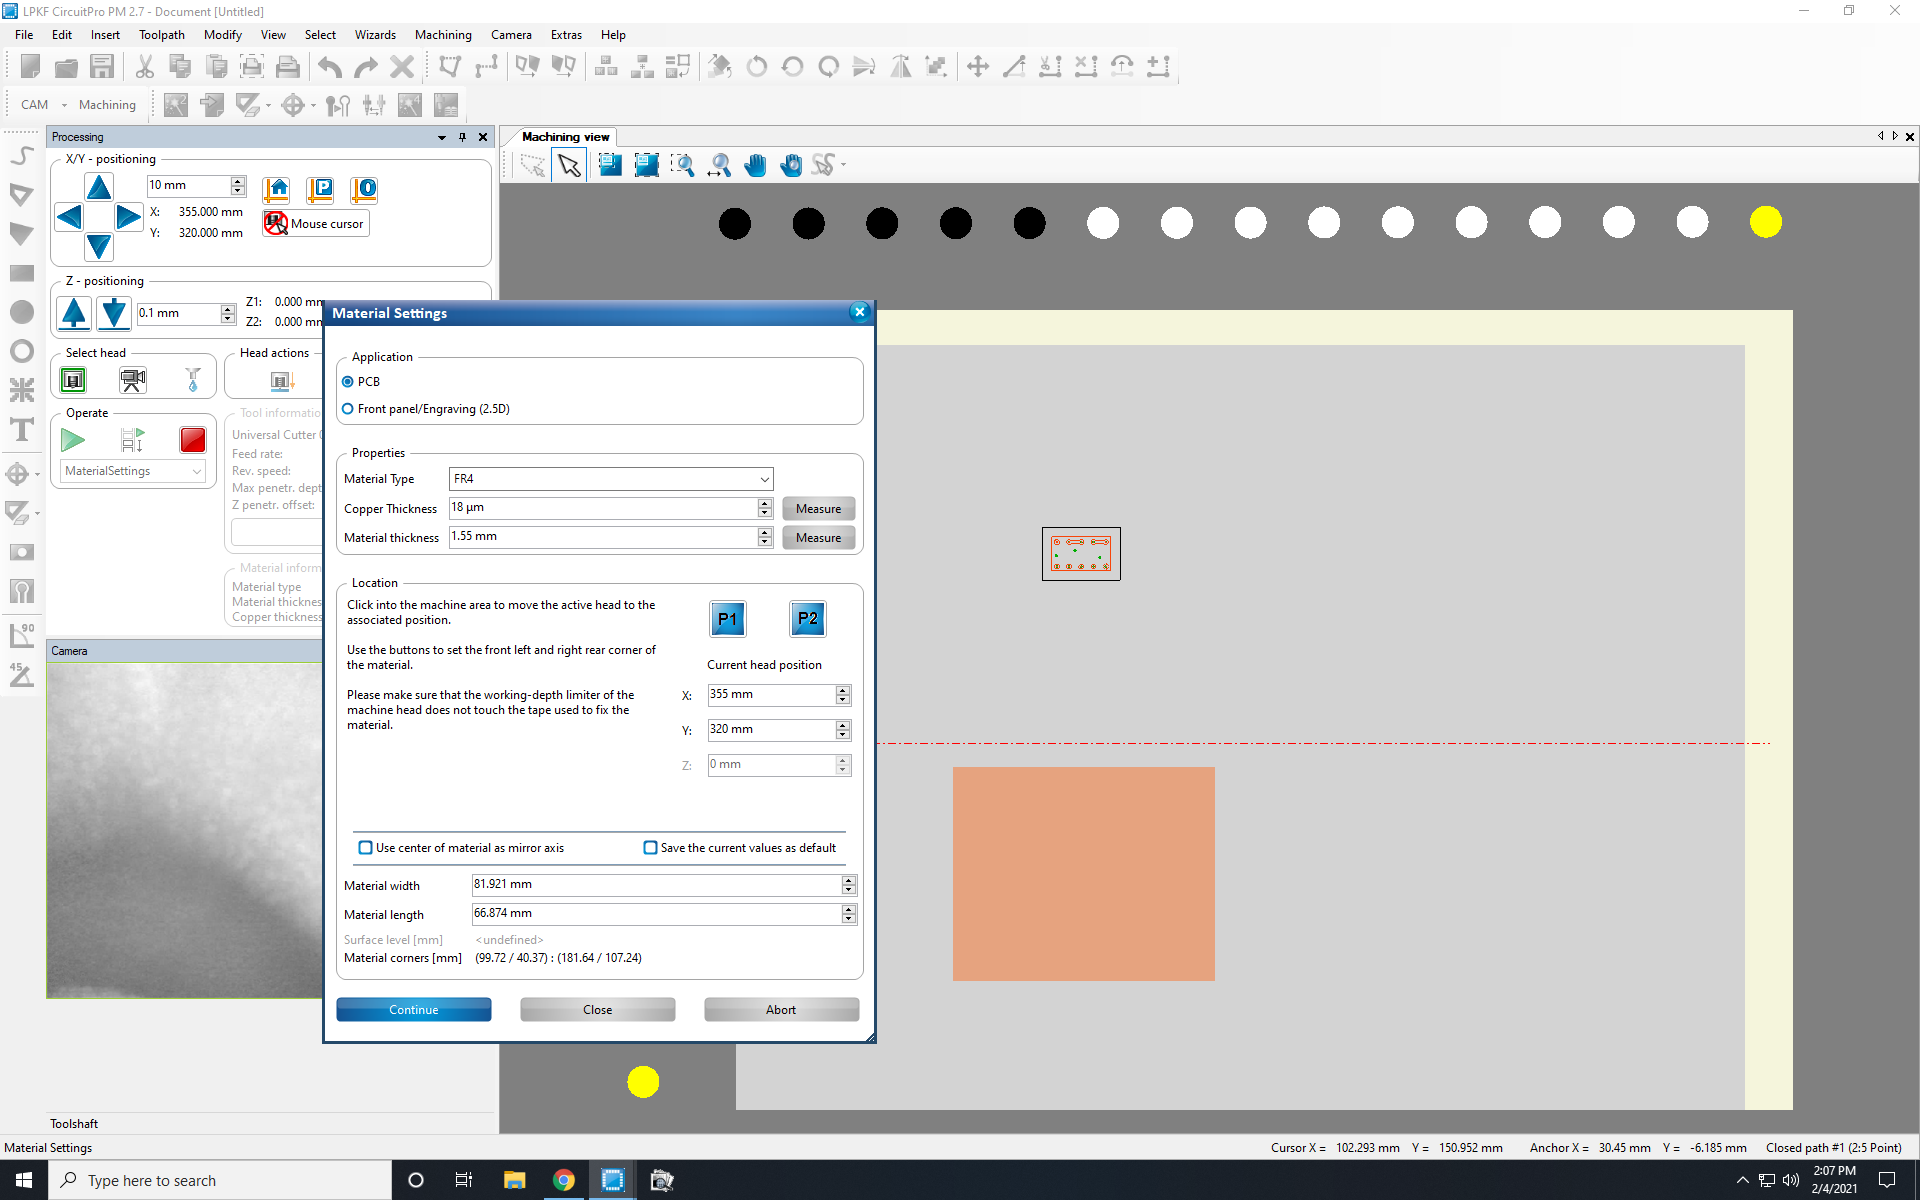 LPKF CircuitPro PM 2.7 - Document [Untitled]
File Edit Insert Toolpath Modify View Select Wizards Machining Camera Extras Help
CAM Machining
Processing
X/Y - positioning
10 mm
X: 355.000 mm
Y: 320.000 mm
Mouse cursor
Z - positioning
0.1 mm
Z1: 0.000 mm
Z2: 0.000 mm
Select head
Head actions
Operate
MaterialSettings
Tool informatio
Universal Cutter
Feed rate:
Rev. speed:
Max penetr. dept
Z penetr. offset:
Material inform
Material type
Material thicknes
Copper thickness
Camera
Toolshaft
Machining view
Material Settings
Application
PCB
Front panel/Engraving (2.5D)
Properties
Material Type FR4
Copper Thickness 18 µm Measure
Material thickness 1.55 mm Measure
Location
Click into the machine area to move the active head to the
associated position.
Use the buttons to set the front left and right rear corner of
the material.
Please make sure that the working-depth limiter of the
machine head does not touch the tape used to fix the
material.
P1 P2
Current head position
X: 355 mm
Y: 320 mm
Z: 0 mm
Use center of material as mirror axis
Save the current values as default
Material width 81.921 mm
Material length 66.874 mm
Surface level [mm] <undefined>
Material corners [mm] (99.72 / 40.37) : (181.64 / 107.24)
Continue Close Abort
Material Settings
Cursor X = 102.293 mm Y = 150.952 mm Anchor X = 30.45 mm Y = -6.185 mm Closed path #1 (2:5 Point)
Type here to search
2:07 PM
2/4/2021